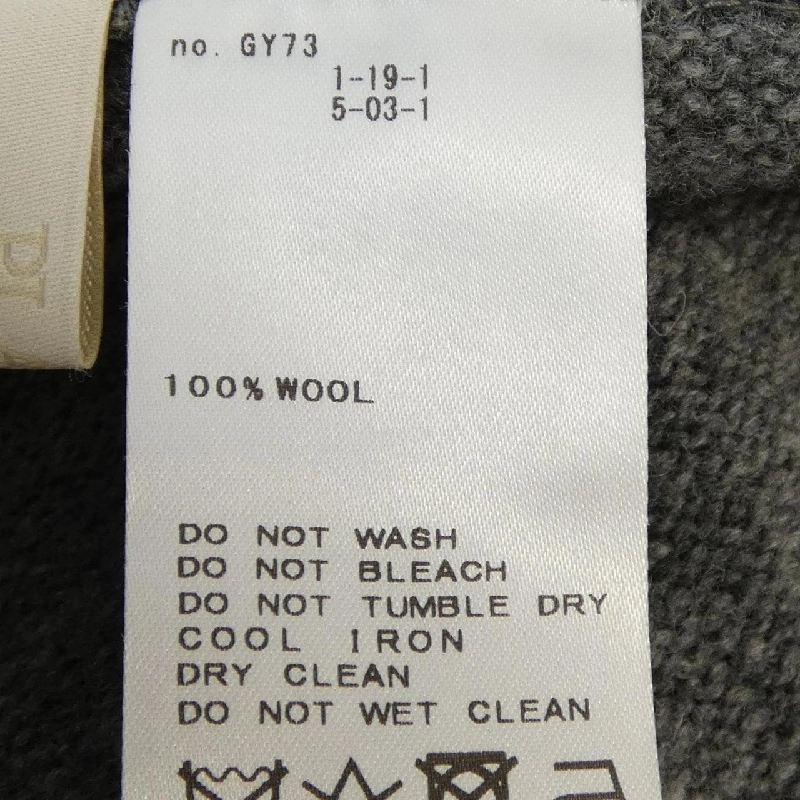 no. GY73
1-19-1
5-03-1
100% WOOL
DO NOT WASH
DO NOT BLEACH
DO NOT TUMBLE DRY
COOL IRON
DRY CLEAN
DO NOT WET CLEAN